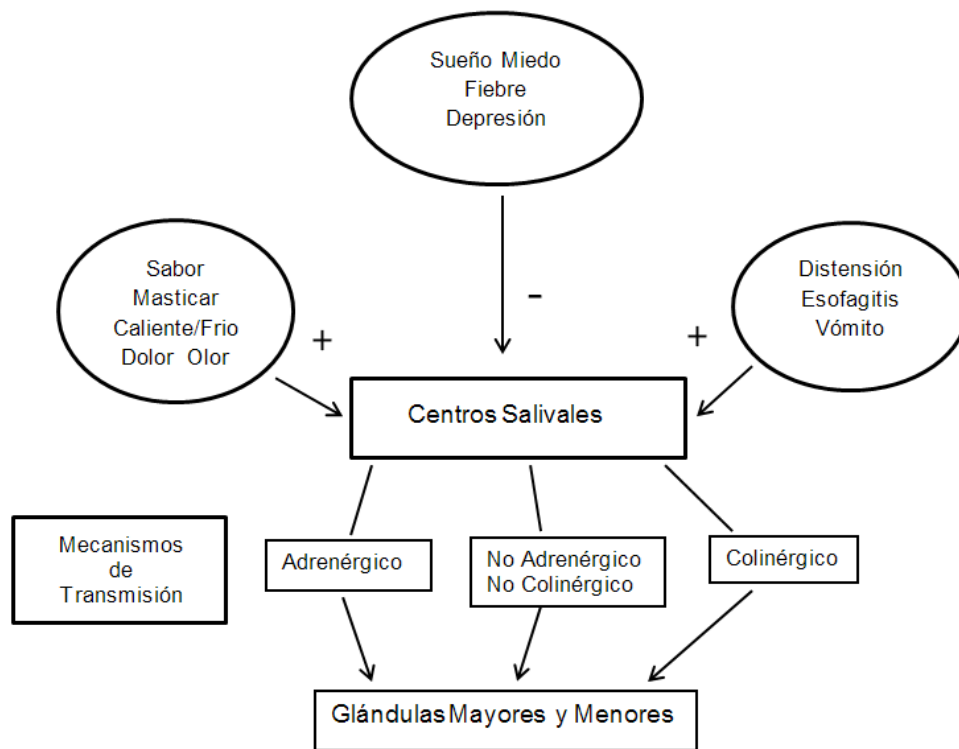 Sueño Miedo
Fiebre
Depresión
Sabor
Masticar
Caliente/Frio
Dolor Olor
+
-
+
Distensión
Esofagitis
Vómito
Centros Salivales
Mecanismos
de
Transmisión
Adrenérgico
No Adrenérgico
No Colinérgico
Colinérgico
Glándulas Mayores y Menores